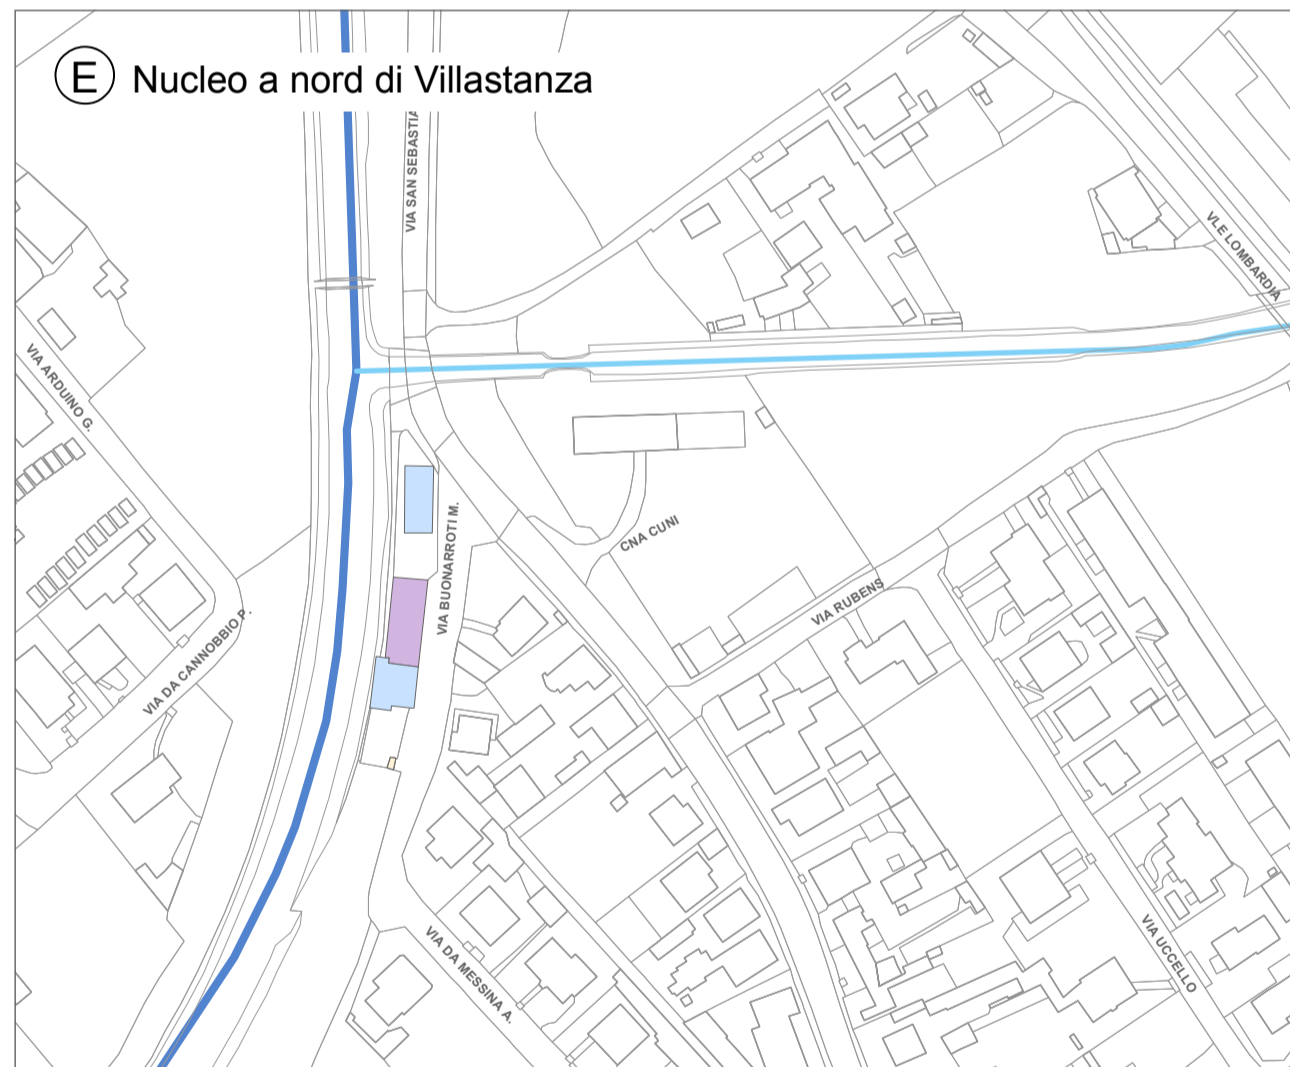 E Nucleo a nord di Villastanza
VIA SAN SEBASTIA
VLE LOMBARDIA
VIA ARDUINO G.
VIA BUONARROTI M.
CNA CUNI
VIA RUBENS
VIA DA CANNOBBIO P.
VIA DA MESSINA A.
VIA UCCELLO